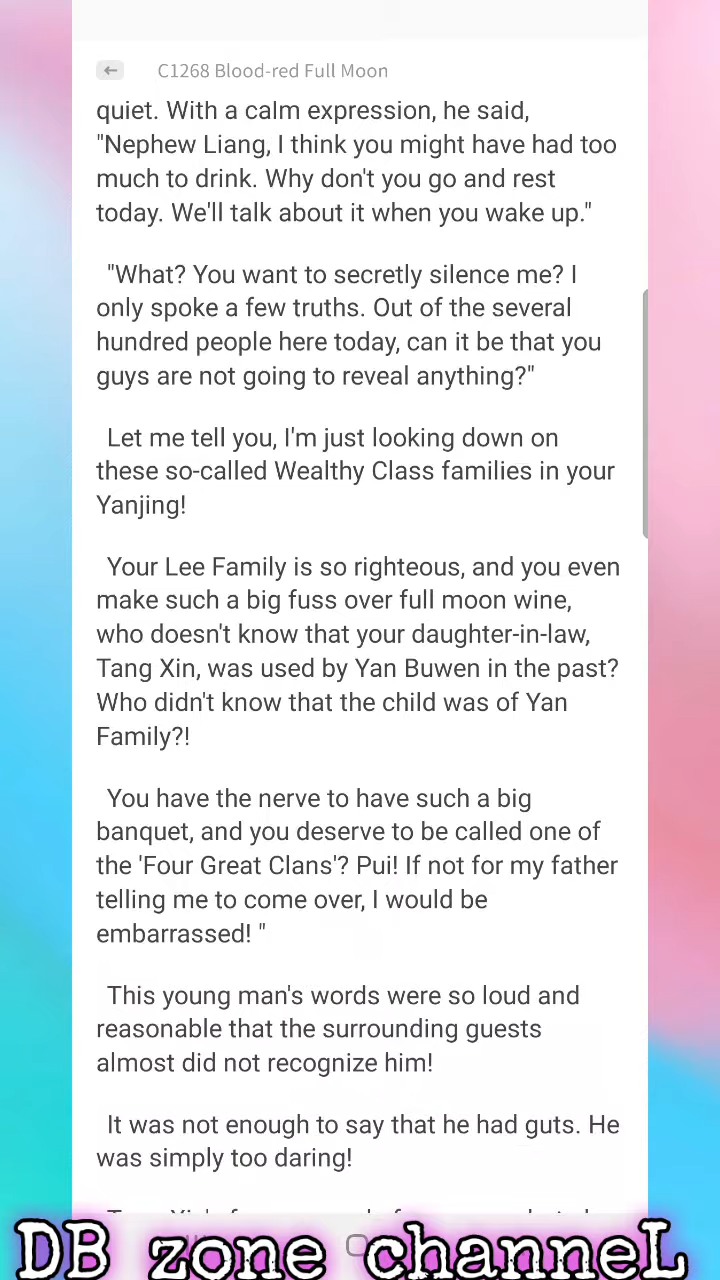 C1268 Blood-red Full Moon
quiet. With a calm expression, he said,
"Nephew Liang, I think you might have had too
much to drink. Why don't you go and rest
today. We'll talk about it when you wake up."
"What? You want to secretly silence me? I
only spoke a few truths. Out of the several
hundred people here today, can it be that you
guys are not going to reveal anything?"
Let me tell you, I'm just looking down on
these so-called Wealthy Class families in your
Yanjing!
Your Lee Family is so righteous, and you even
make such a big fuss over full moon wine,
who doesn't know that your daughter-in-law,
Tang Xin, was used by Yan Buwen in the past?
Who didn't know that the child was of Yan
Family?!
You have the nerve to have such a big
banquet, and you deserve to be called one of
the 'Four Great Clans'? Pui! If not for my father
telling me to come over, I would be
embarrassed! "
This young man's words were so loud and
reasonable that the surrounding guests
almost did not recognize him!
It was not enough to say that he had guts. He
was simply too daring!
DB zone channeL